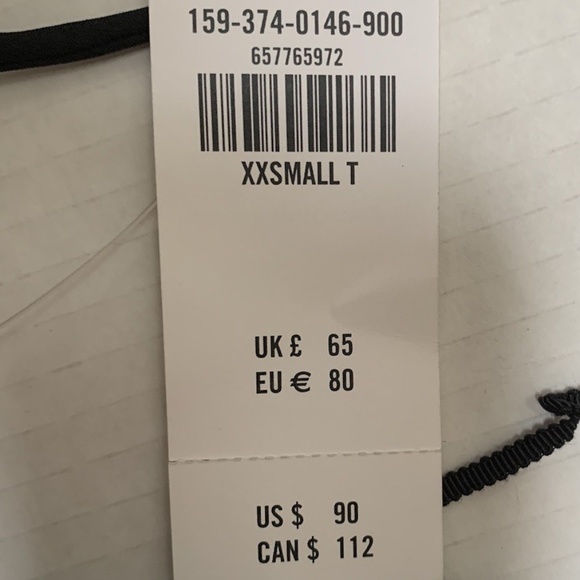 159-374-0146-900
657765972
XXSMALL T
UK £ 65
EU € 80
US $ 90
CAN $ 112